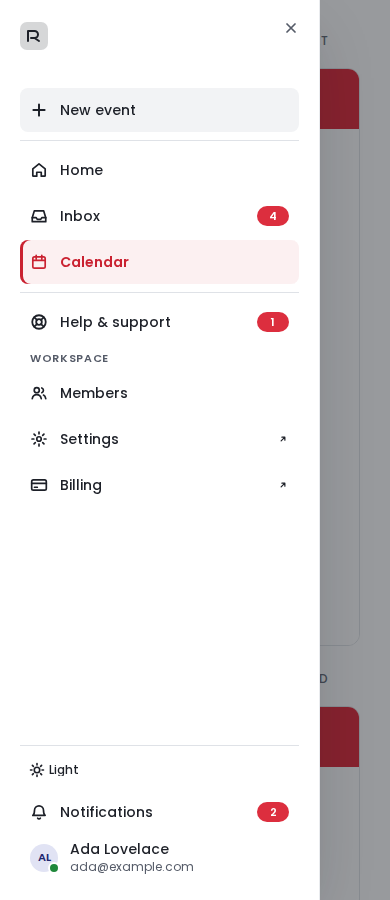 R
T
New event
Home
Inbox 4
Calendar
Help & support 1
WORKSPACE
Members
Settings
Billing
D
Light
Notifications 2
AL
Ada Lovelace
ada@example.com